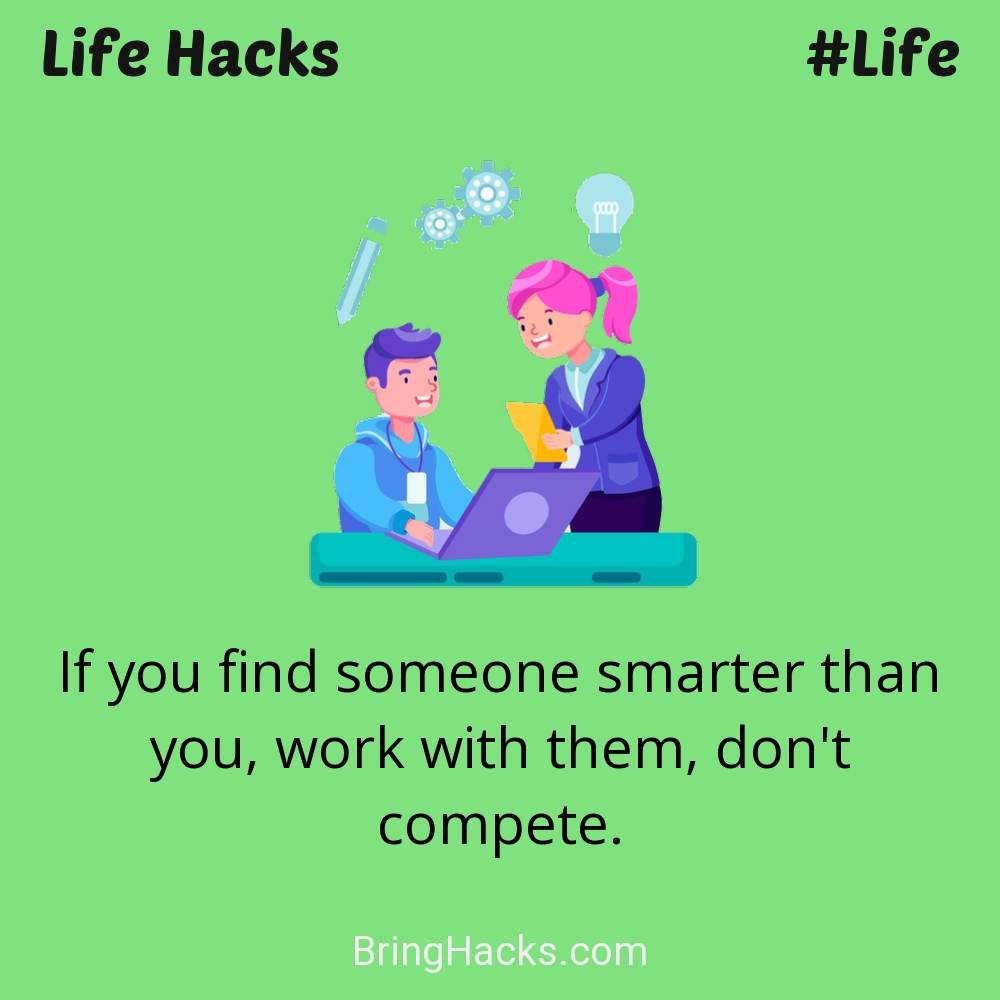 Life Hacks
#Life
If you find someone smarter than
you, work with them, don't
compete.
BringHacks.com